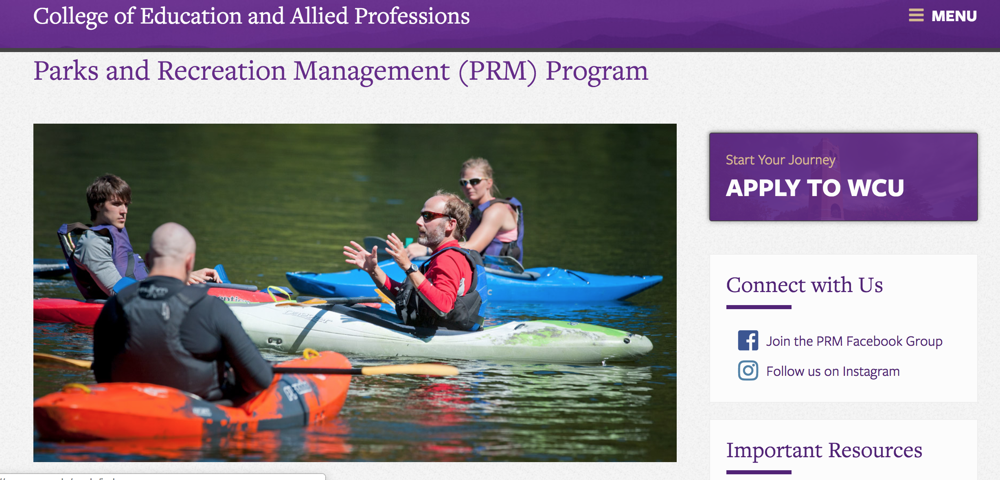 College of Education and Allied Professions
MENU
Parks and Recreation Management (PRM) Program
Start Your Journey
APPLY TO WCU
Connect with Us
Join the PRM Facebook Group
Follow us on Instagram
Important Resources